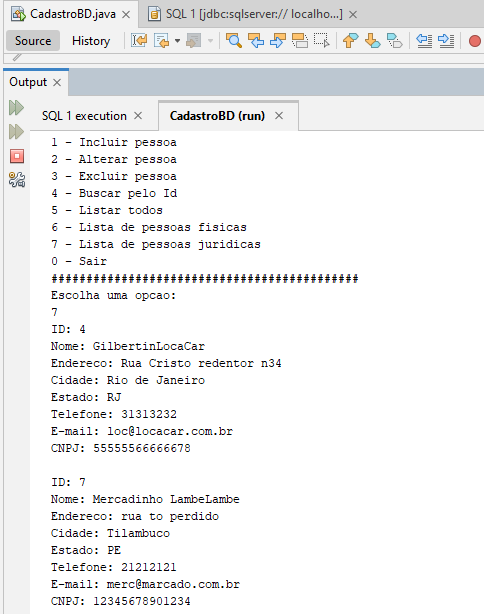 CadastroBD.java
SQL 1 [jdbc:sqlserver:// localho...]
Source
History
Output
SQL 1 execution
CadastroBD (run)
1 - Incluir pessoa
2 - Alterar pessoa
3 - Excluir pessoa
4 - Buscar pelo Id
5 - Listar todos
6 - Lista de pessoas fisicas
7 - Lista de pessoas juridicas
0 - Sair
############################################
Escolha uma opcao:
7
ID: 4
Nome: GilbertinLocaCar
Endereco: Rua Cristo redentor n34
Cidade: Rio de Janeiro
Estado: RJ
Telefone: 31313232
E-mail: loc@locacar.com.br
CNPJ: 55555566666678
ID: 7
Nome: Mercadinho LambeLambe
Endereco: rua to perdido
Cidade: Tilambuco
Estado: PE
Telefone: 21212121
E-mail: merc@marcado.com.br
CNPJ: 12345678901234